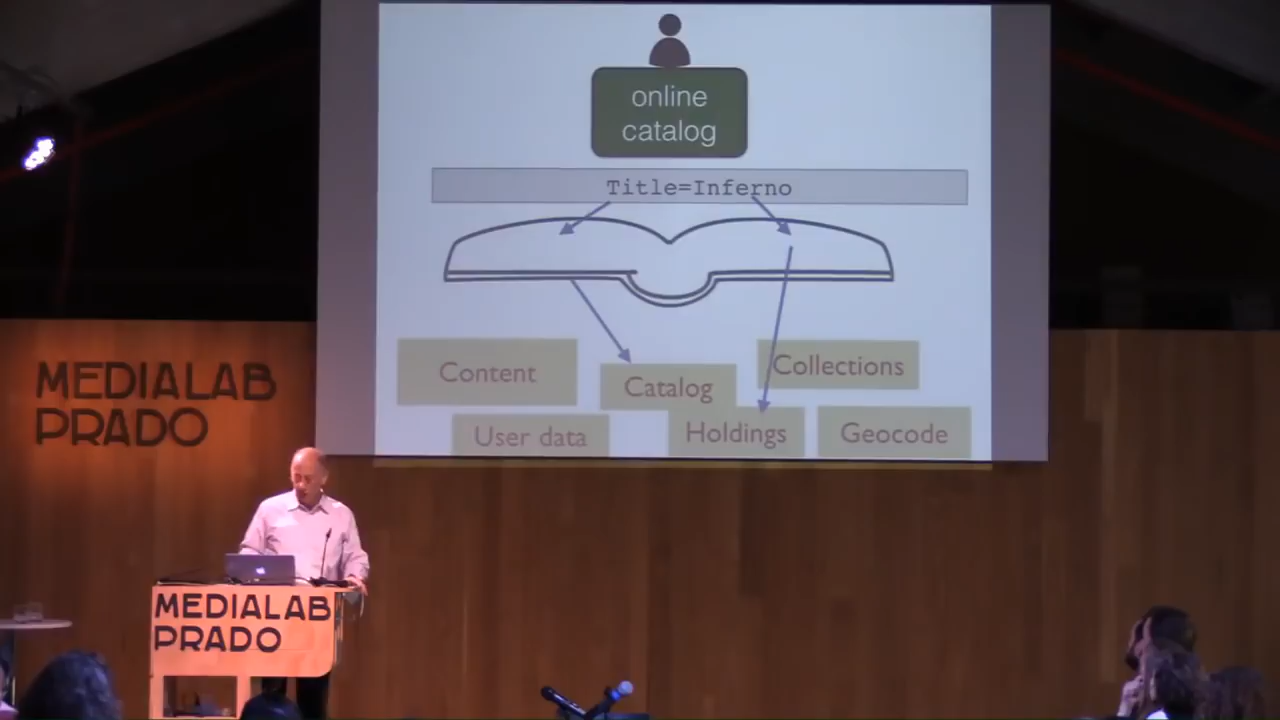 online
catalog
Title=Inferno
Content
Catalog
Collections
User data
Holdings
Geocode
MEDIALAB
PRADO
MEDIALAB
PRADO